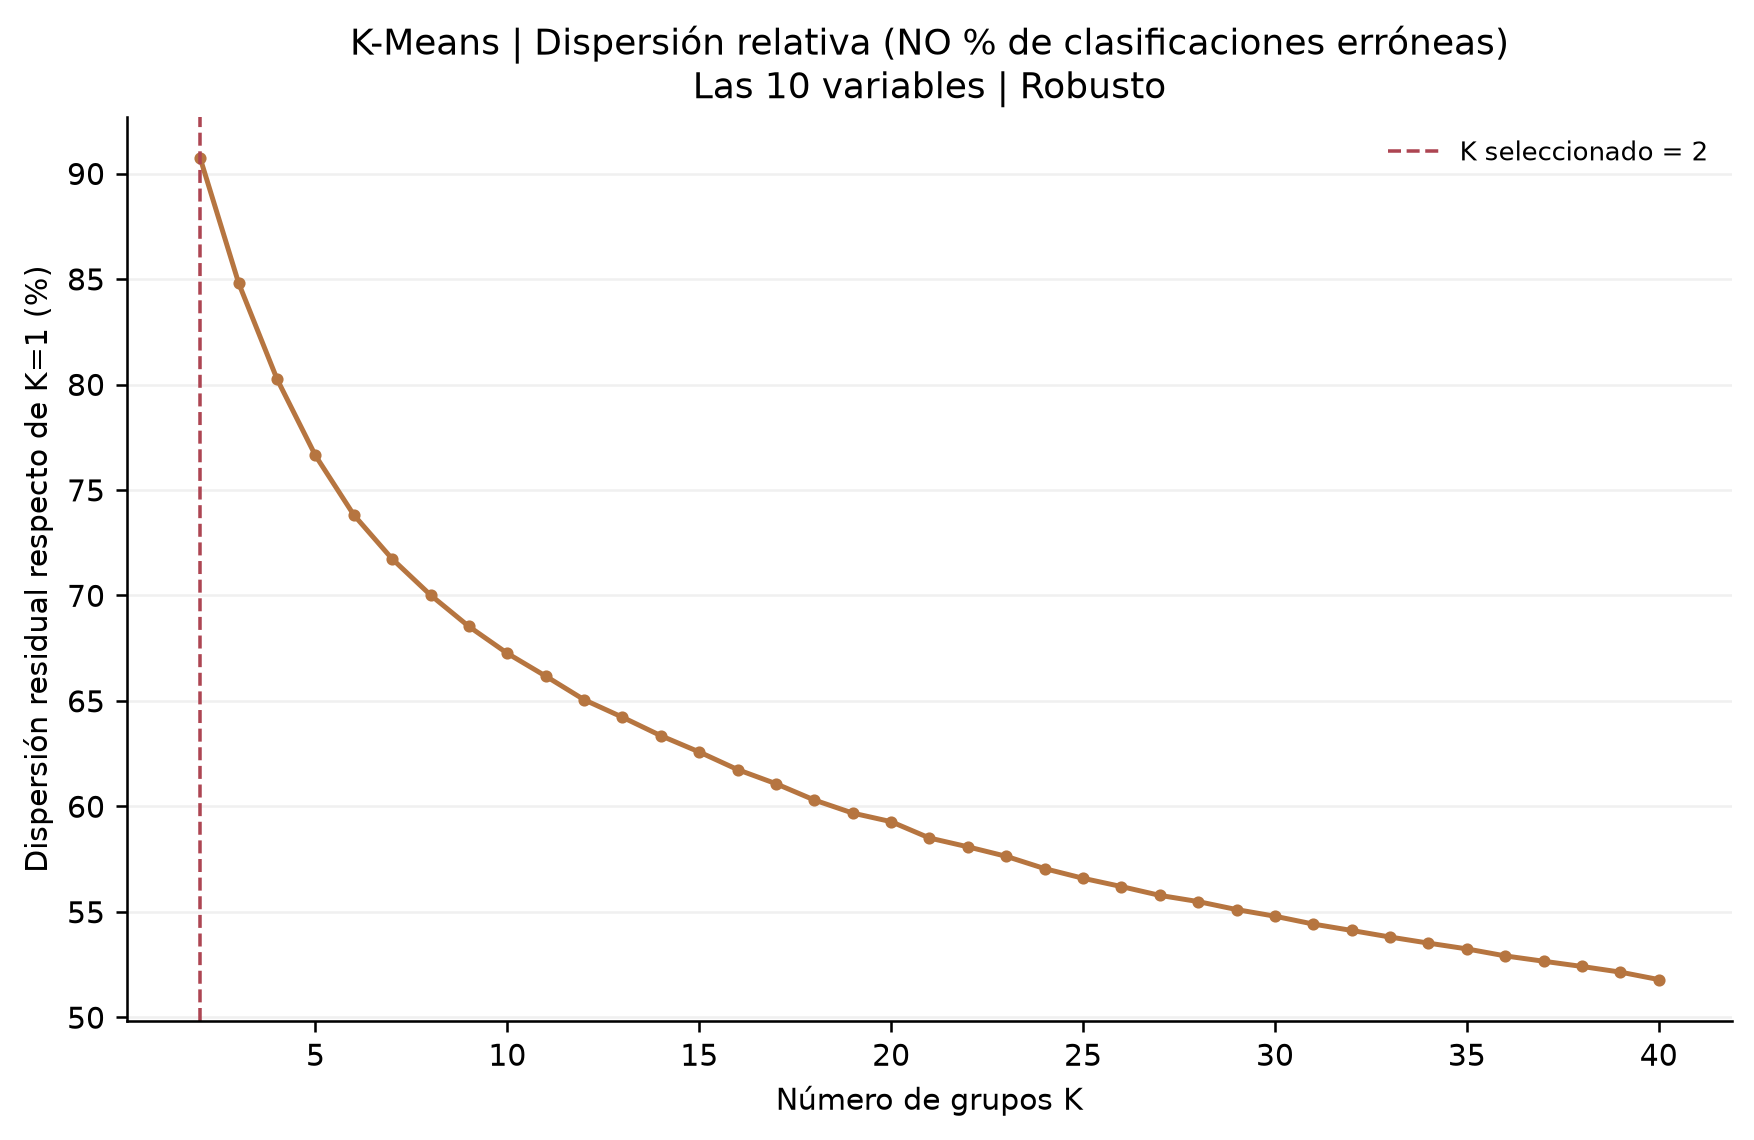 K-Means | Dispersión relativa (NO % de clasificaciones erróneas)
Las 10 variables | Robusto
K seleccionado = 2
Dispersión residual respecto de K=1 (%)
90
85
80
75
70
65
60
55
50
5 10 15 20 25 30 35 40
Número de grupos K